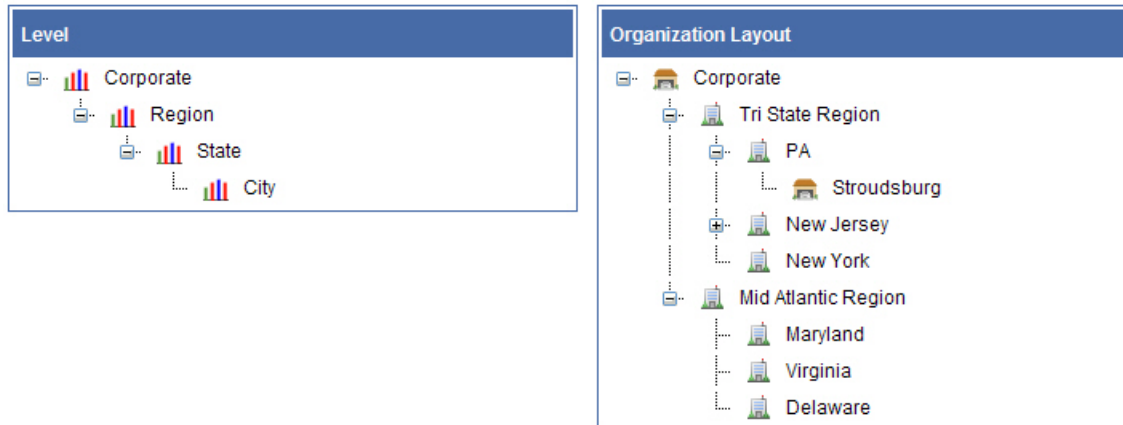 Level
Corporate
Region
State
City
Organization Layout
Corporate
Tri State Region
PA
Stroudsburg
New Jersey
New York
Mid Atlantic Region
Maryland
Virginia
Delaware